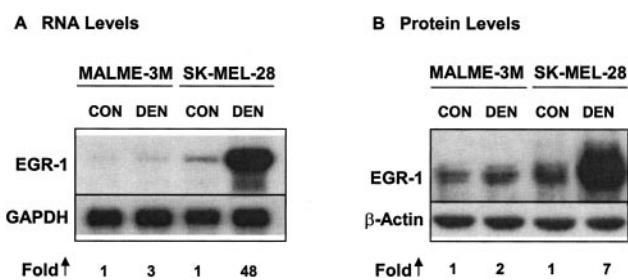 A RNA Levels
MALME-3M SK-MEL-28
CON DEN CON DEN
EGR-1
GAPDH
Fold↑ 1 3 1 48
B Protein Levels
MALME-3M SK-MEL-28
CON DEN CON DEN
EGR-1
β-Actin
Fold↑ 1 2 1 7